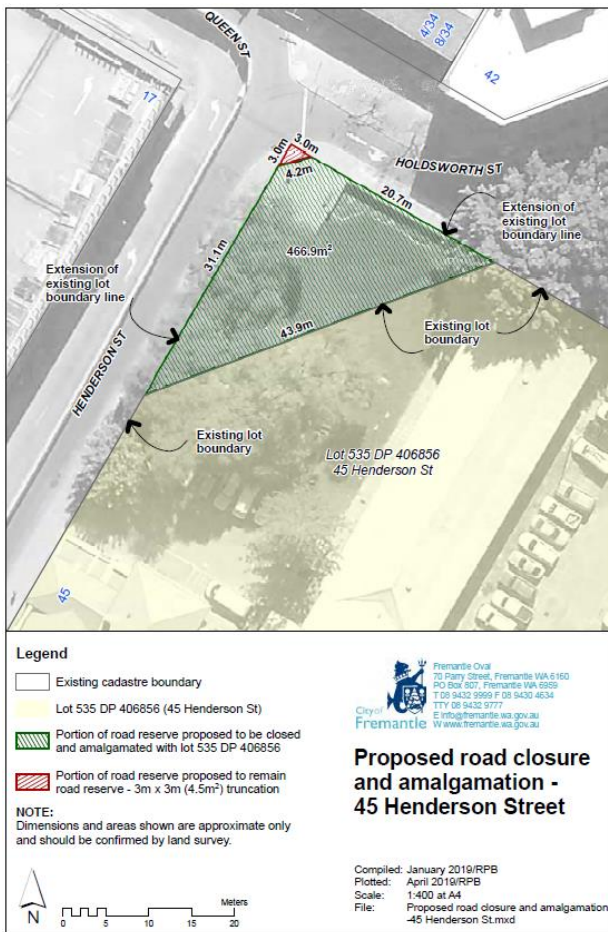 QUEEN ST
4/34
8/34
17
42
3.0m
3.0m
4.2m
HOLDSWORTH ST
20.7m
Extension of
existing lot
boundary line
31.1m
466.9m²
Extension of
existing lot
boundary line
43.9m
Existing lot
boundary
HENDERSON ST
Existing lot
boundary
Lot 535 DP 406856
45 Henderson St
45
Legend
Existing cadastre boundary
Lot 535 DP 406856 (45 Henderson St)
Portion of road reserve proposed to be closed
and amalgamated with lot 535 DP 406856
Portion of road reserve proposed to remain
road reserve - 3m x 3m (4.5m²) truncation
NOTE:
Dimensions and areas shown are approximate only
and should be confirmed by land survey.
N
0 5 10 15 20
Meters
City of
Fremantle
Fremantle Oval
70 Parry Street, Fremantle WA 6160
PO Box 807, Fremantle WA 6959
T 08 9432 9999 F 08 9430 4634
TTY 08 9432 9777
E info@fremantle.wa.gov.au
W www.fremantle.wa.gov.au
Proposed road closure
and amalgamation -
45 Henderson Street
Compiled: January 2019/RPB
Plotted: April 2019/RPB
Scale: 1:400 at A4
File: Proposed road closure and amalgamation
-45 Henderson St.mxd